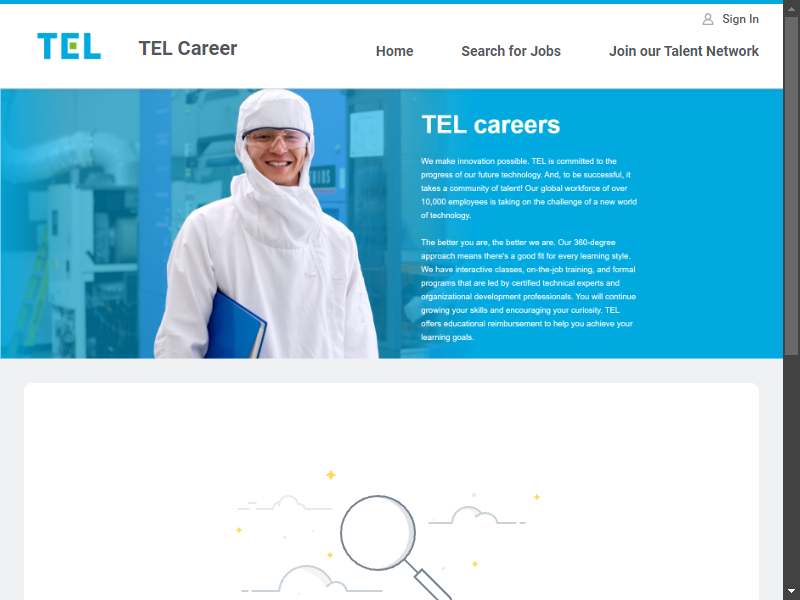 Sign In
TEL
TEL Career
Home
Search for Jobs
Join our Talent Network
TEL careers
We make innovation possible. TEL is committed to the
progress of our future technology. And, to be successful, it
takes a community of talent! Our global workforce of over
10,000 employees is taking on the challenge of a new world
of technology.
The better you are, the better we are. Our 360-degree
approach means there's a good fit for every learning style.
We have interactive classes, on-the-job training, and formal
programs that are led by certified technical experts and
organizational development professionals. You will continue
growing your skills and encouraging your curiosity. TEL
offers educational reimbursement to help you achieve your
learning goals.